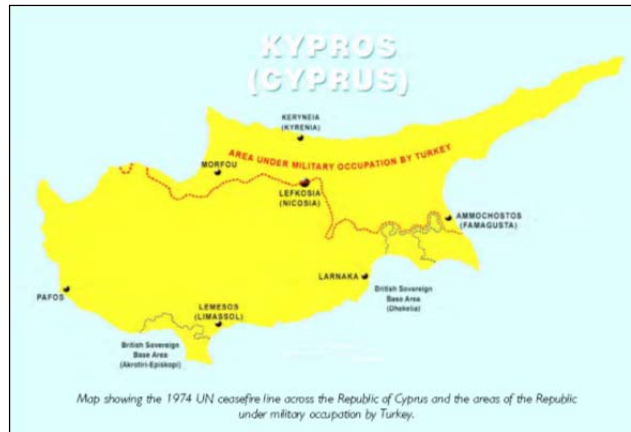 KYPROS
(CYPRUS)
KERYNEIA
(KYRENIA)
AREA UNDER MILITARY OCCUPATION BY TURKEY
MORFOU
LEFKOSIA
(NICOSIA)
AMMOCHOSTOS
(FAMAGUSTA)
LARNAKA
British Sovereign
Base Area
(Dhekelia)
PAFOS
LEMESOS
(LIMASSOL)
British Sovereign
Base Area
(Akrotiri-Episkopi)
Map showing the 1974 UN ceasefire line across the Republic of Cyprus and the areas of the Republic
under military occupation by Turkey.